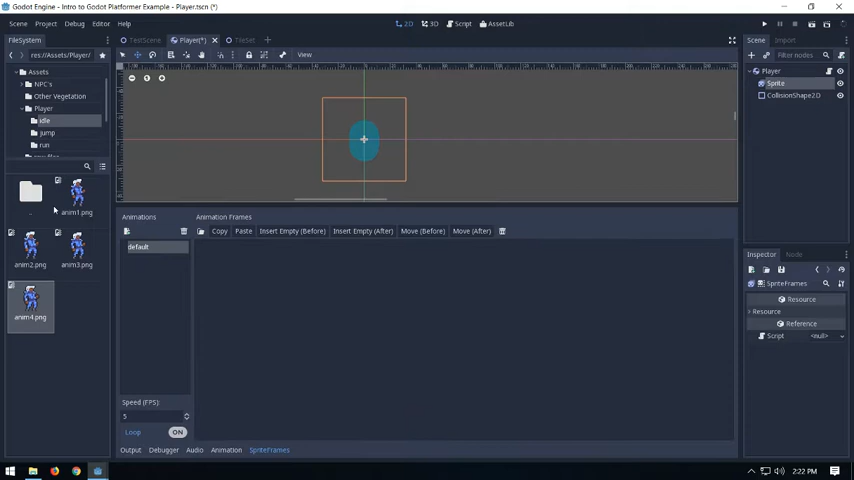 Godot Engine - Intro to Godot Platformer - Player.tscn (*)
Scene Project Debug Editor Help
2D 3D Script AssetLib
FileSystem
TestScene Player(*) TileSet
Scene Import
res://Assets/Player/
View
Filter nodes
Assets
NPC's
Other Vegetation
Player
idle
jump
run
Player
Sprite
CollisionShape2D
..
anim1.png
anim2.png
anim3.png
anim4.png
Animations
Animation Frames
Copy Paste Insert Empty (Before) Insert Empty (After) Move (Before) Move (After)
default
Speed (FPS):
5
Loop ON
Output Debugger Audio Animation SpriteFrames
Inspector Node
SpriteFrames
Resource
Resource
Reference
Script <null>
2:22 PM